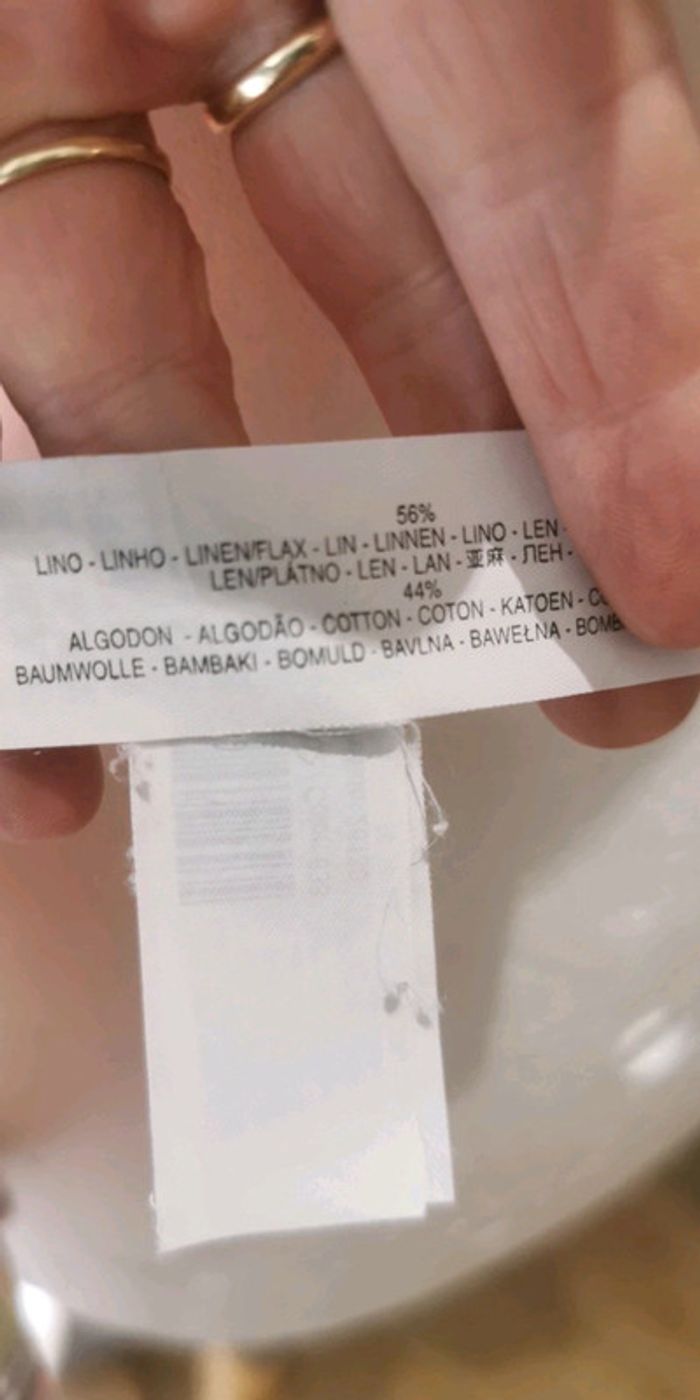 56%
LINO - LINHO - LINEN/FLAX - LIN - LINNEN - LINO - LEN -
LEN/PLÁTNO - LEN - LAN - 亚麻 - ЛЕН -
44%
ALGODON - ALGODÃO - COTTON - COTON - KATOEN -
BAUMWOLLE - BAMBAKI - BOMULD - BAVLNA - BAWEŁNA -